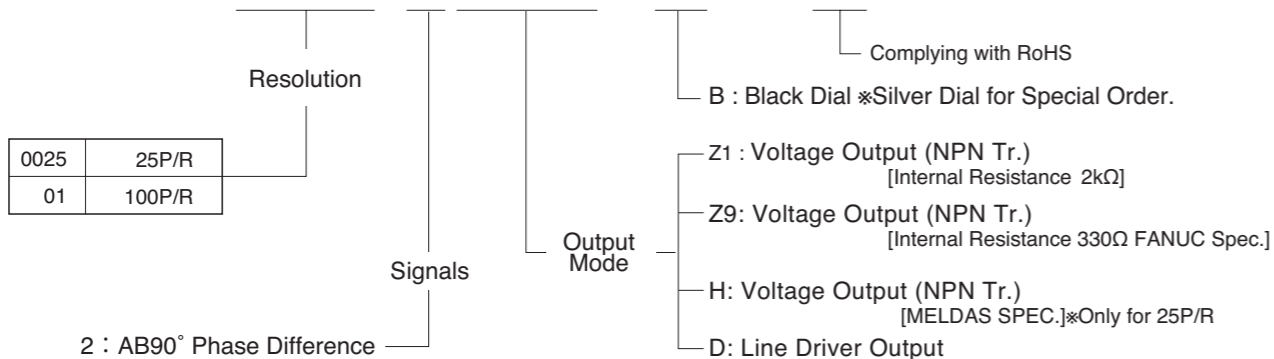 Complying with RoHS
Resolution
B : Black Dial ※Silver Dial for Special Order.
0025 25P/R
01 100P/R
Z1 : Voltage Output (NPN Tr.)
[Internal Resistance 2kΩ]
Z9: Voltage Output (NPN Tr.)
[Internal Resistance 330Ω FANUC Spec.]
Output
Mode
Signals
H: Voltage Output (NPN Tr.)
[MELDAS SPEC.]※Only for 25P/R
2 : AB90° Phase Difference
D: Line Driver Output